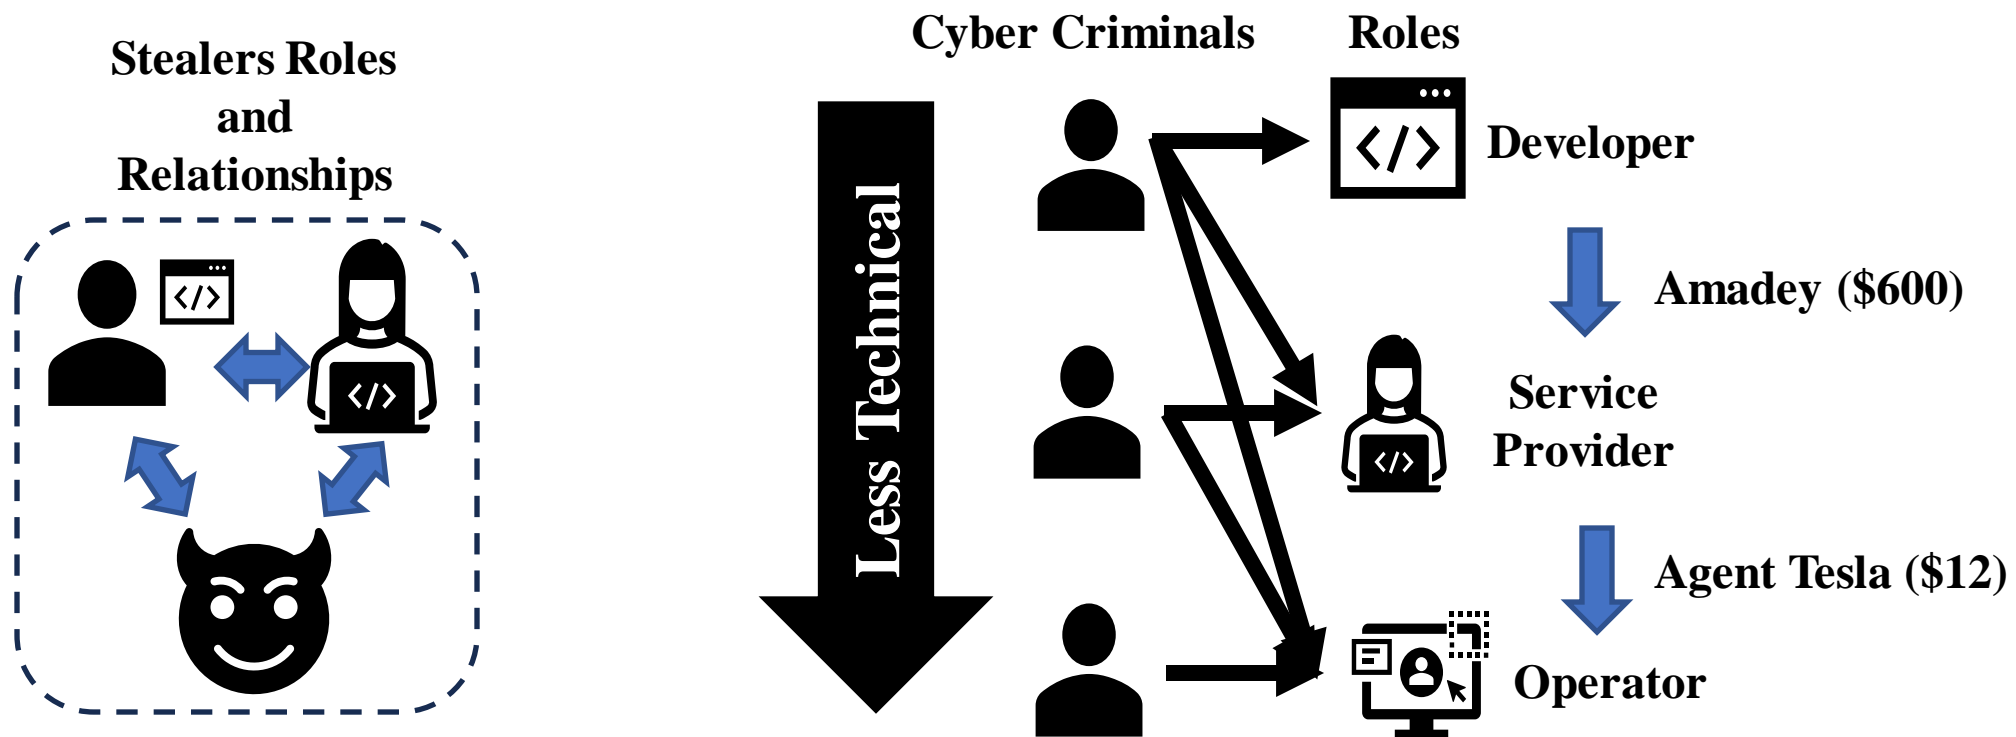 Stealers Roles
and
Relationships
Cyber Criminals
Roles
Less Technical
</>
Developer
Amadey ($600)
</>
</>
Service
Provider
</>
Agent Tesla ($12)
Operator